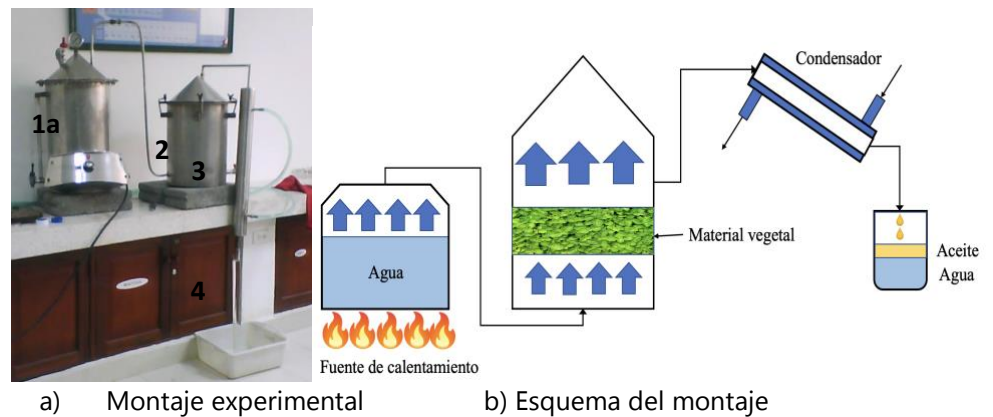 1a
2
3
4
Condensador
Material vegetal
Agua
Aceite
Agua
Fuente de calentamiento
a) Montaje experimental
b) Esquema del montaje